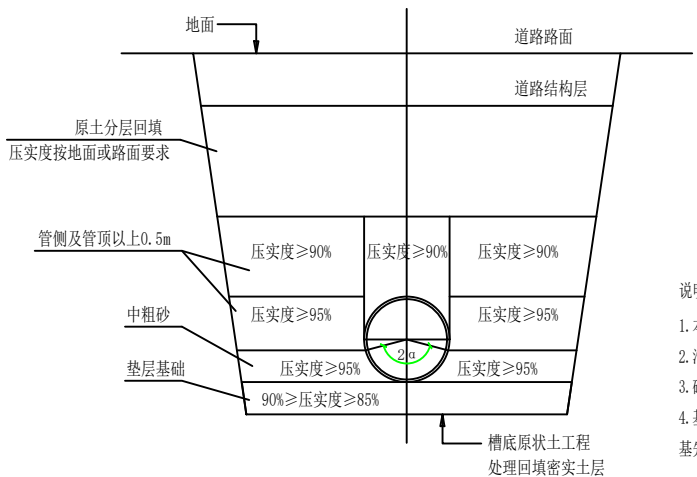 地面
道路路面
道路结构层
原土分层回填
压实度按地面或路面要求
管侧及管顶以上0.5m
压实度≥90%
压实度≥90%
压实度≥90%
中粗砂
压实度≥95%
压实度≥95%
2α
垫层基础
压实度≥95%
压实度≥95%
90%≥压实度≥85%
槽底原状土工程
处理回填密实土层
说
1.
2.
3.
4.